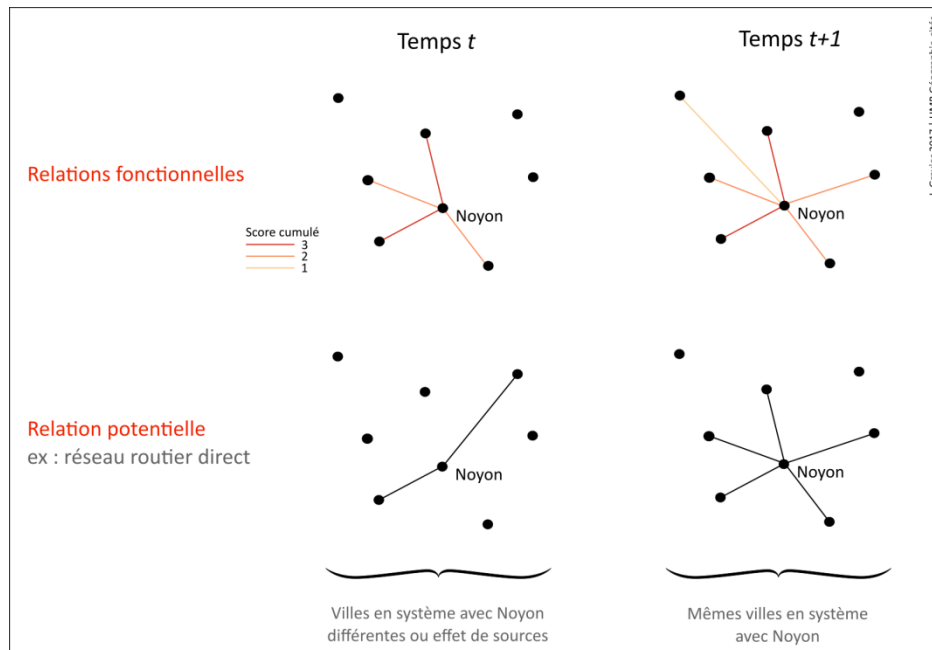 Temps t
Temps t+1
Relations fonctionnelles
Noyon
Noyon
Score cumulé
3
2
1
Relation potentielle
ex : réseau routier direct
Noyon
Noyon
Villes en système avec Noyon
différentes ou effet de sources
Mêmes villes en système
avec Noyon